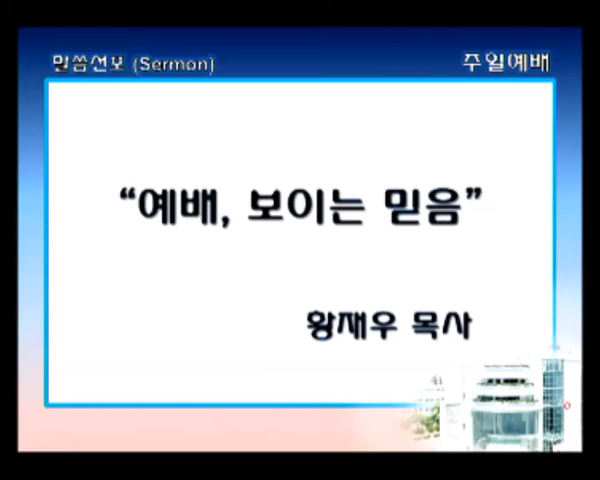 말씀선포 (Sermon) 주일예배
“예배, 보이는 믿음”
황재우 목사